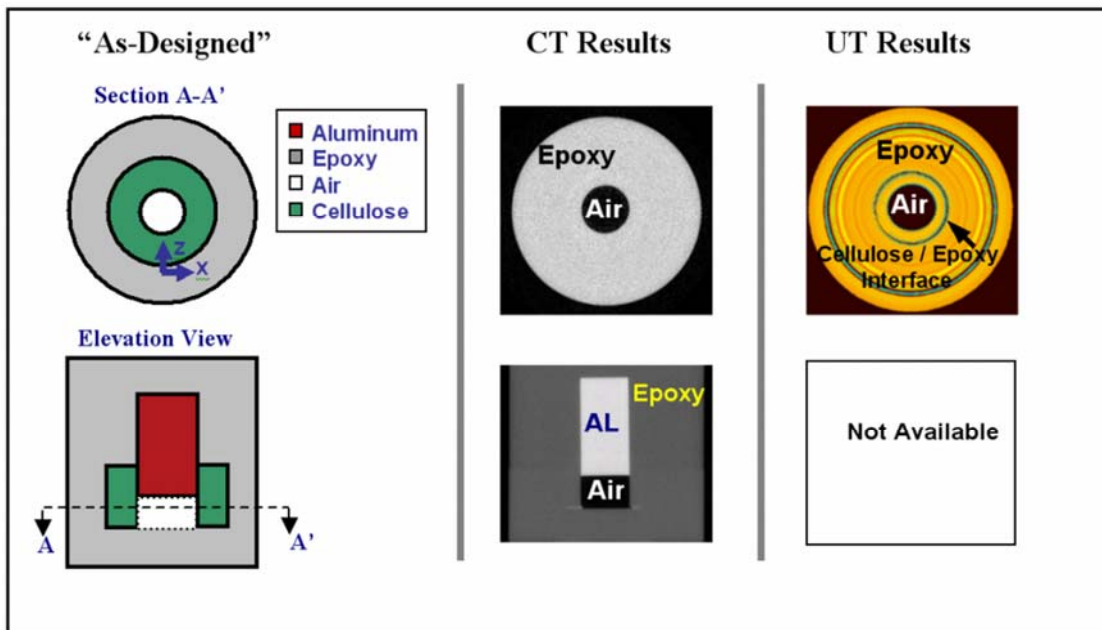 “As-Designed”
CT Results
UT Results
Section A-A’
Aluminum
Epoxy
Air
Cellulose
Z
X
Epoxy
Air
Epoxy
Air
Cellulose / Epoxy
Interface
Elevation View
A
A’
AL
Epoxy
Air
Not Available